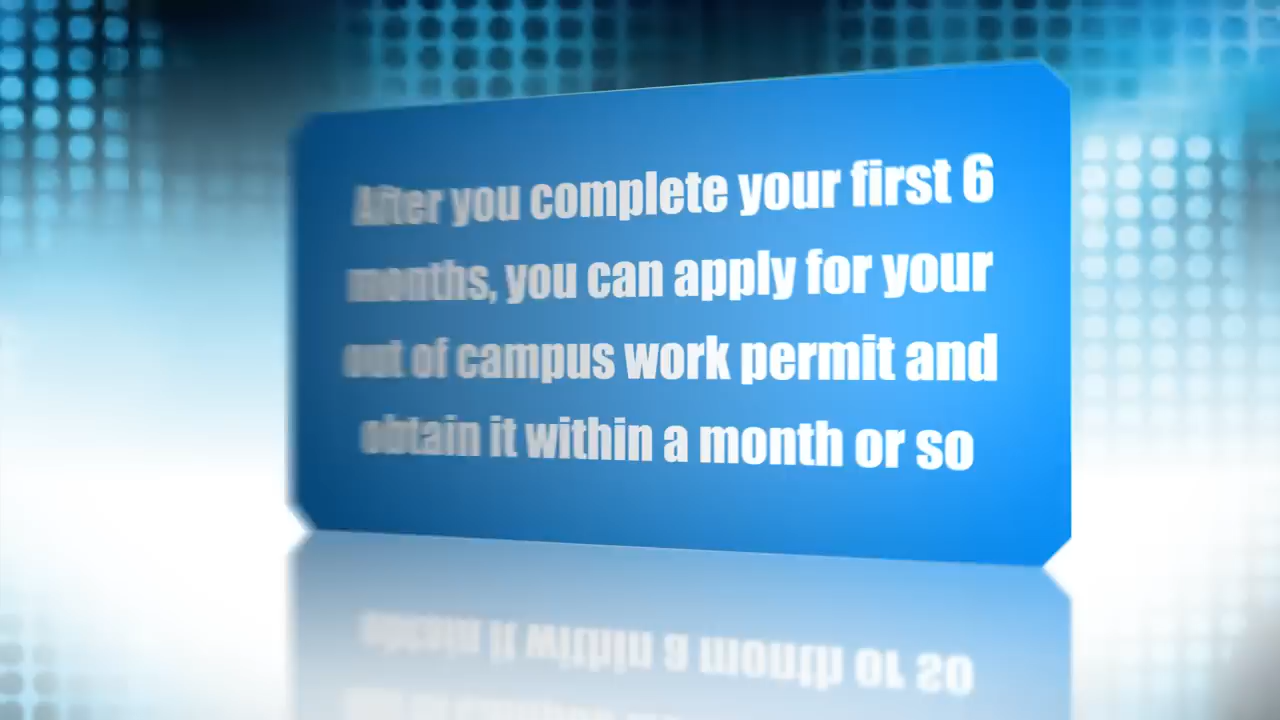 After you complete your first 6
months, you can apply for your
out of campus work permit and
obtain it within a month or so